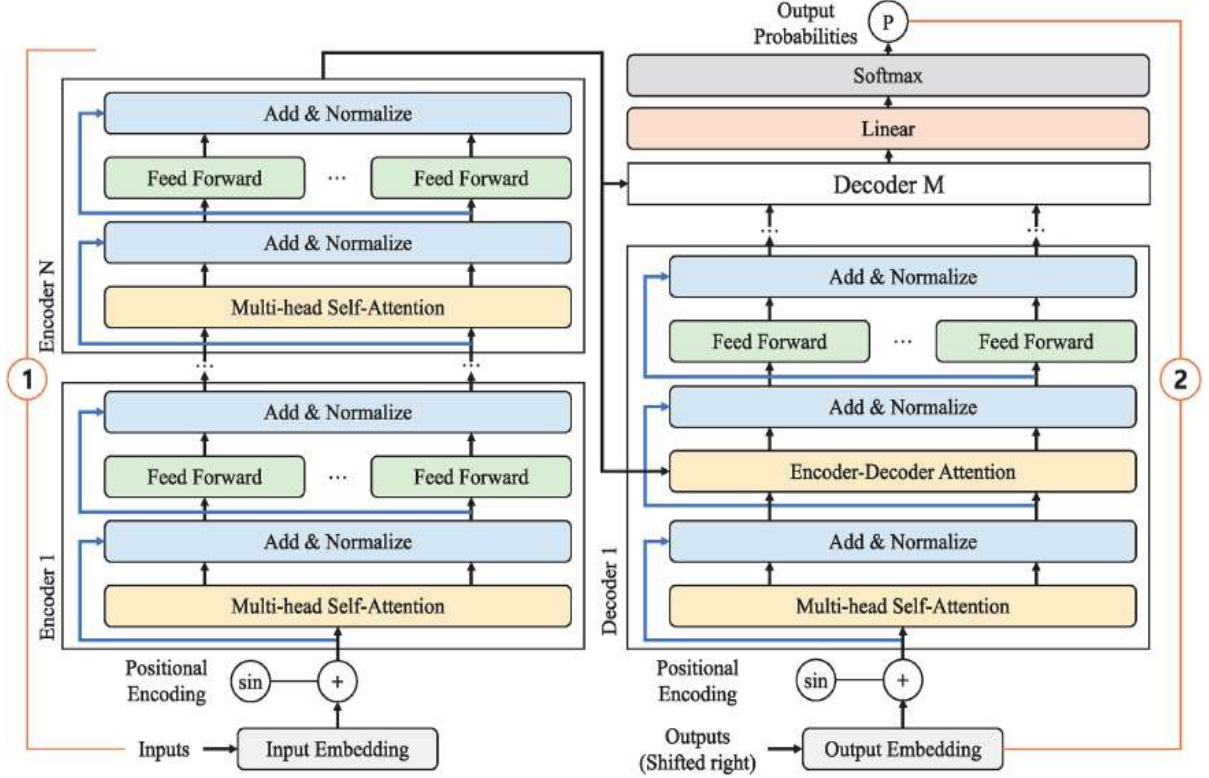 Output
Probabilities
P
Softmax
Linear
Decoder M
...
...
Add & Normalize
Feed Forward ... Feed Forward
Add & Normalize
Multi-head Self-Attention
Encoder N
...
...
1
Add & Normalize
Feed Forward ... Feed Forward
Add & Normalize
Multi-head Self-Attention
Encoder 1
Positional
Encoding
sin
+
Inputs
Input Embedding
Add & Normalize
Feed Forward ... Feed Forward
Add & Normalize
Encoder-Decoder Attention
Add & Normalize
Multi-head Self-Attention
Decoder 1
2
Positional
Encoding
sin
+
Outputs
(Shifted right)
Output Embedding